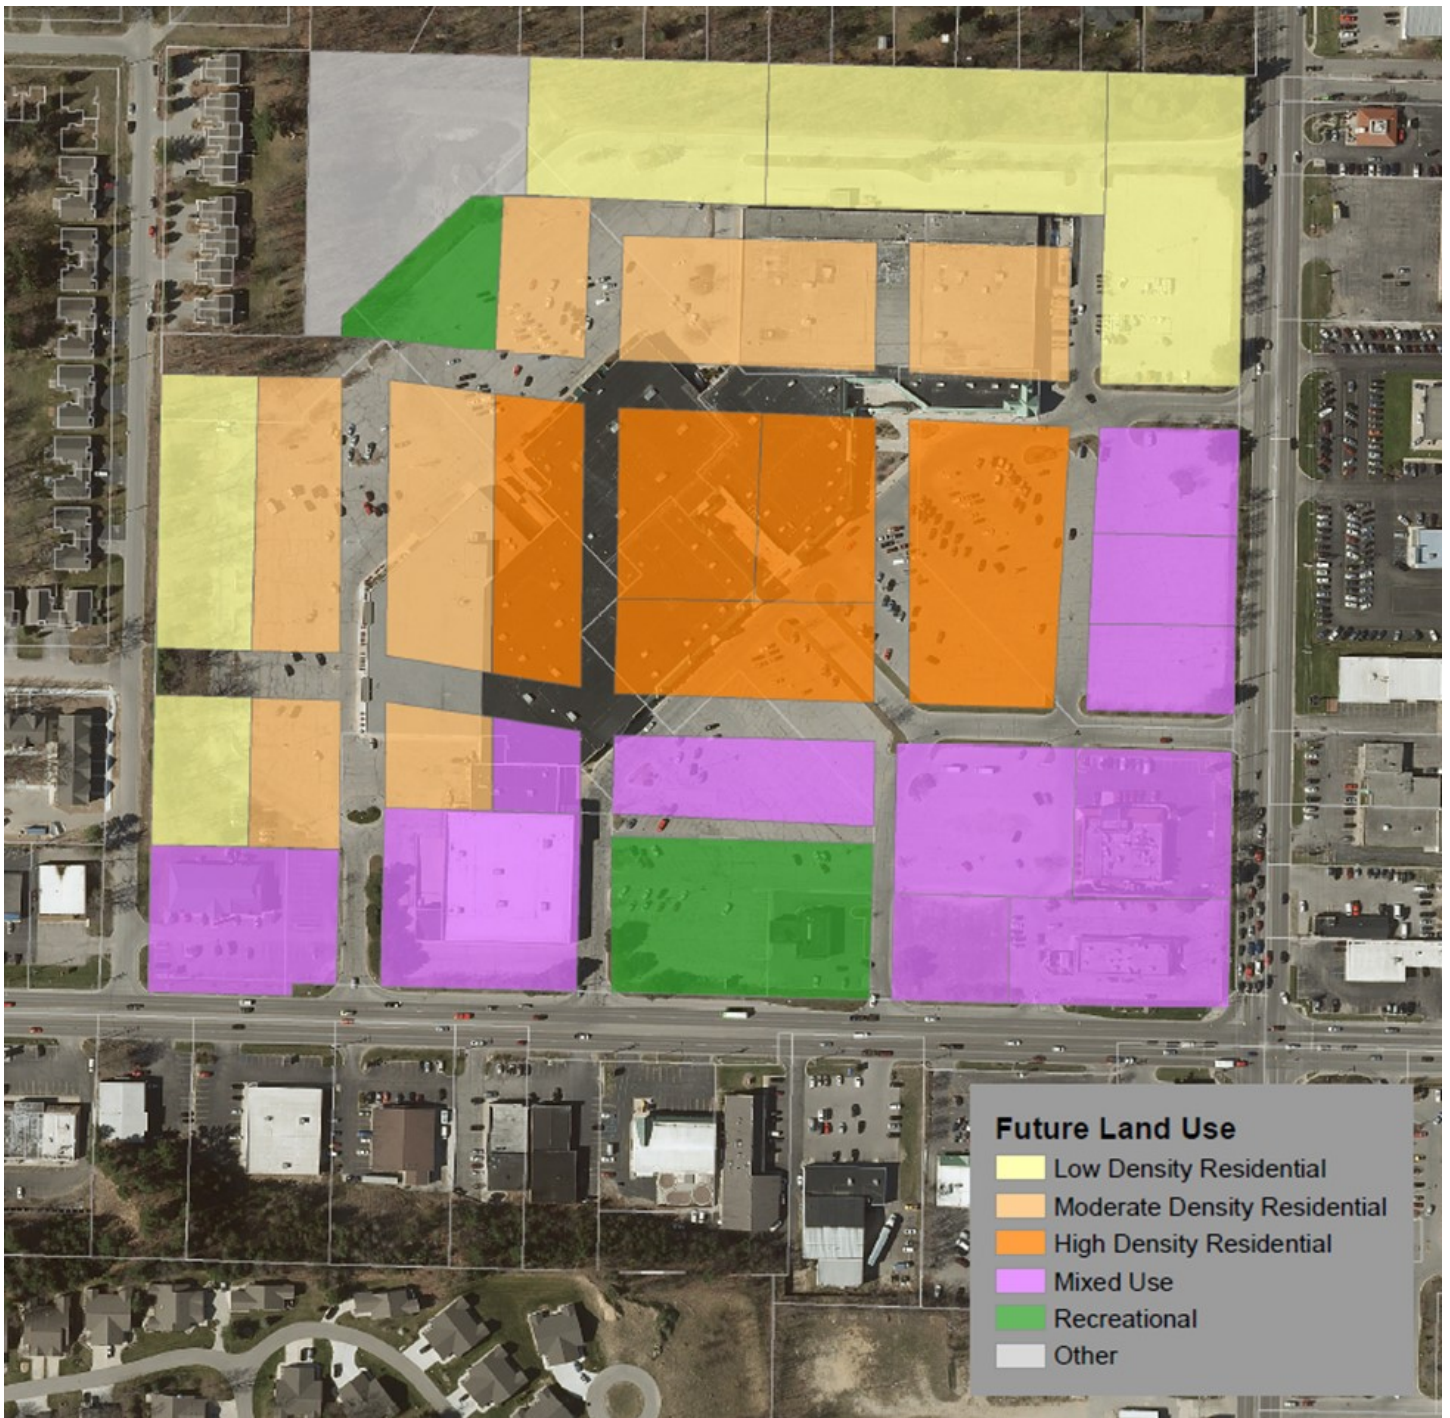 Future Land Use
Low Density Residential
Moderate Density Residential
High Density Residential
Mixed Use
Recreational
Other